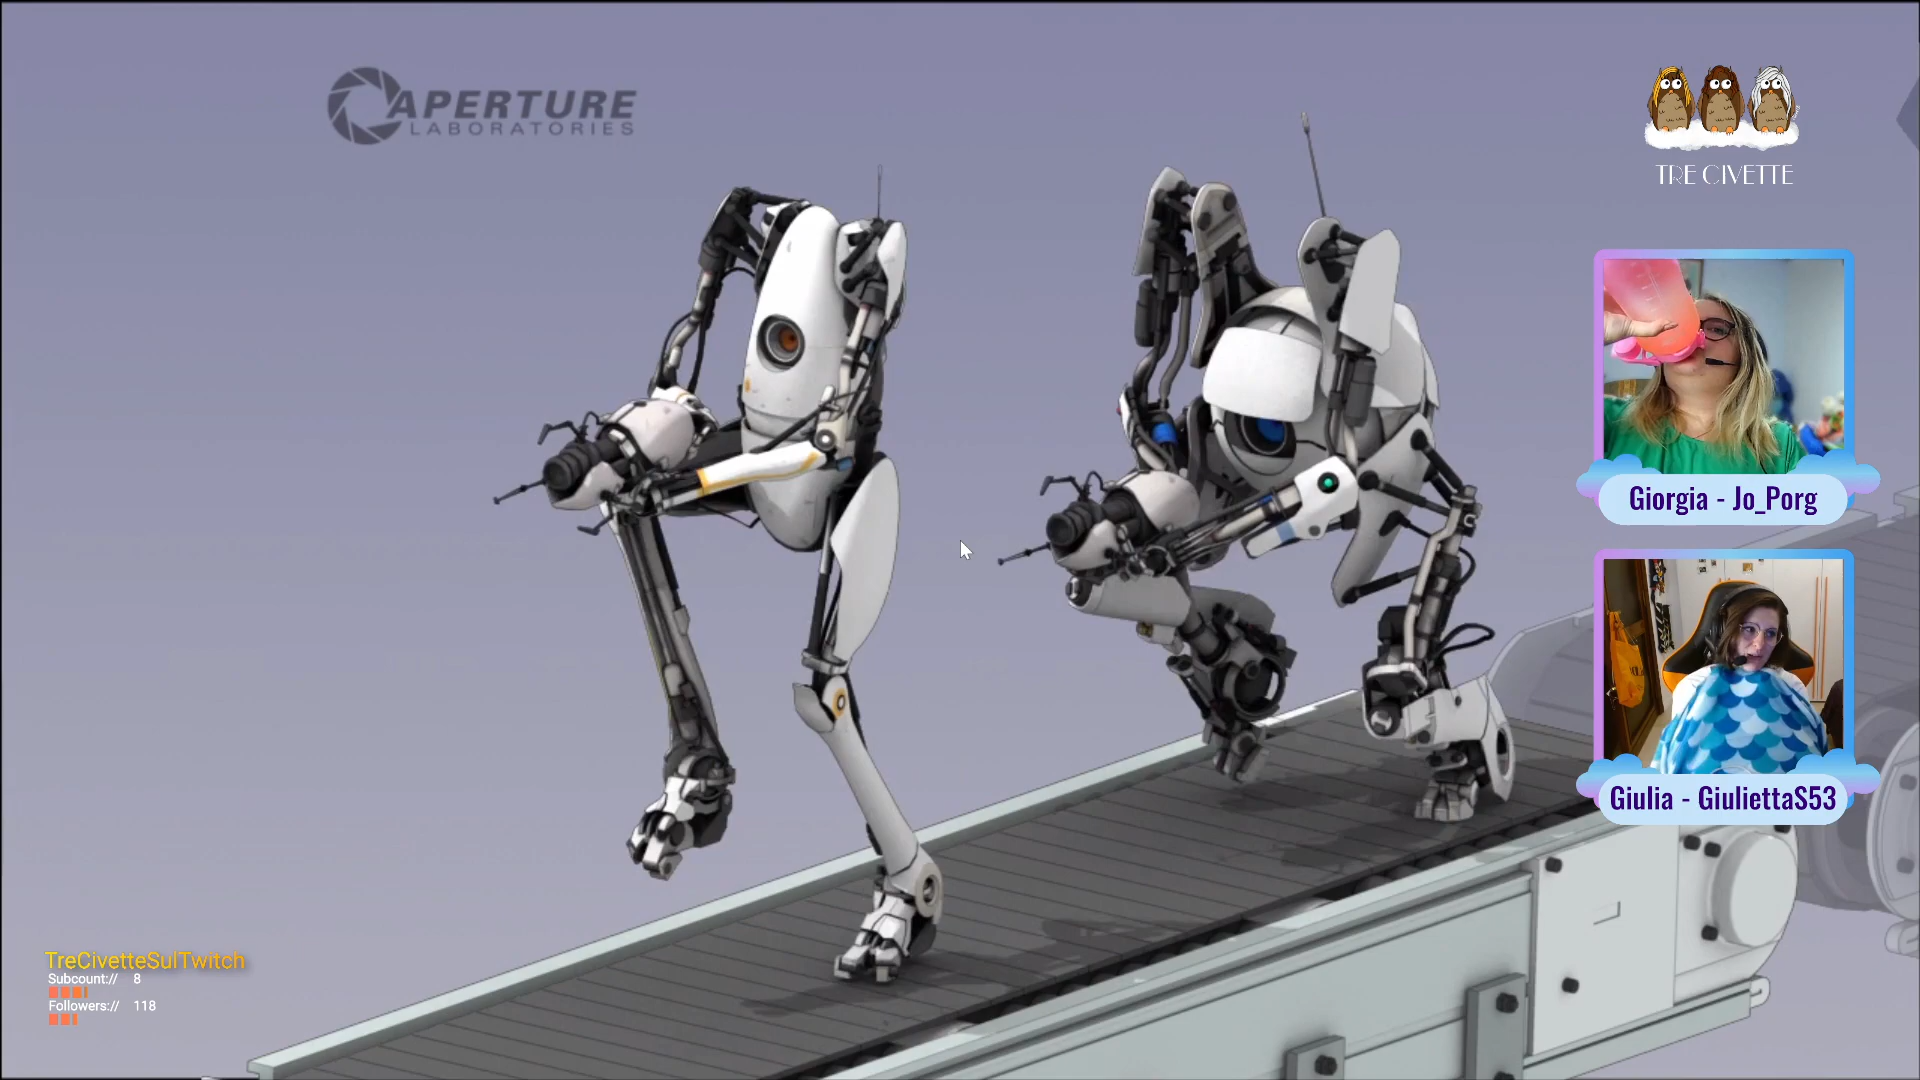 APERTURE
LABORATORIES
TRE CIVETTE
Giorgia - Jo_Porg
Giulia - GiuliettaS53
TreCivetteSulTwitch
Subcount:// 8
Followers:// 118